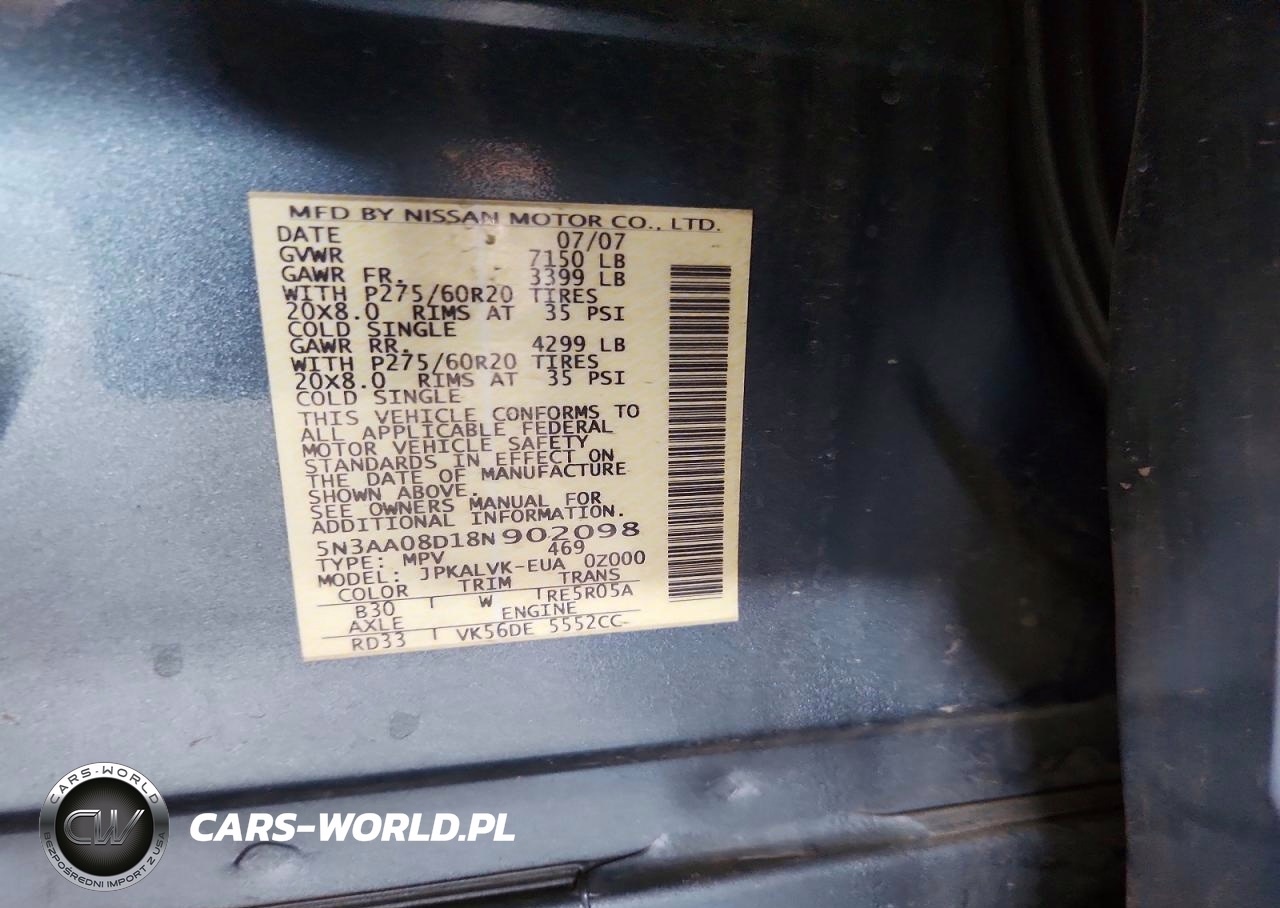 MFD BY NISSAN MOTOR CO., LTD.
DATE 07/07
GVWR 7150 LB
GAWR FR. 3399 LB
WITH P275/60R20 TIRES
20X8.0 RIMS AT 35 PSI
COLD SINGLE
GAWR RR. 4299 LB
WITH P275/60R20 TIRES
20X8.0 RIMS AT 35 PSI
COLD SINGLE
THIS VEHICLE CONFORMS TO
ALL APPLICABLE FEDERAL
MOTOR VEHICLE SAFETY
STANDARDS IN EFFECT ON
THE DATE OF MANUFACTURE
SHOWN ABOVE.
SEE OWNERS MANUAL FOR
ADDITIONAL INFORMATION.
5N3AA08D18N902098
TYPE: MPV 469
MODEL: JPKALVK-EUA 0Z000
COLOR TRIM TRANS
B30 W RE5R05A
AXLE ENGINE
RD33 VK56DE 5552CC
CARS-WORLD
CW
BEZPOŚREDNI IMPORT Z USA
CARS-WORLD.PL